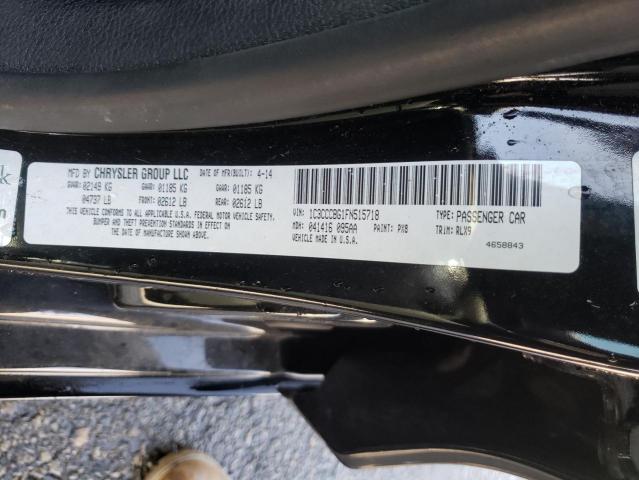 MFD BY CHRYSLER GROUP LLC DATE OF MFR(BUILT): 4-14
GVWR: 02149 KG GAWR: 01185 KG GAWR: 01185 KG
04737 LB FRONT: 02612 LB REAR: 02612 LB
THIS VEHICLE CONFORMS TO ALL APPLICABLE U.S.A. FEDERAL MOTOR VEHICLE SAFETY,
BUMPER AND THEFT PREVENTION STANDARDS IN EFFECT ON THE DATE OF MANUFACTURE SHOWN ABOVE.
VIN: 1C3CCCBG1FN515718 TYPE: PASSENGER CAR
MDH: 041416 095AA PAINT: PX8 TRIM: RLX9
VEHICLE MADE IN U.S.A.
4658843